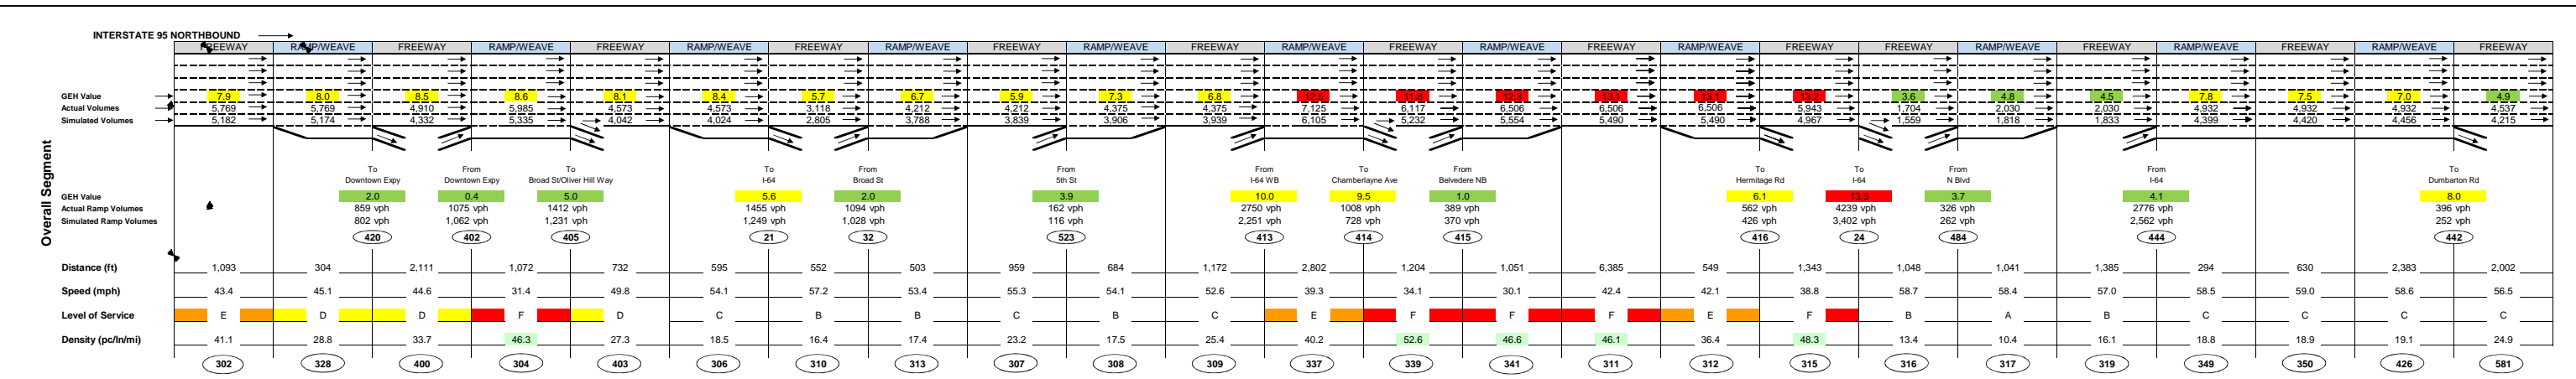 INTERSTATE 95 NORTHBOUND
FREEWAY RAMP/WEAVE FREEWAY RAMP/WEAVE FREEWAY RAMP/WEAVE FREEWAY RAMP/WEAVE FREEWAY RAMP/WEAVE FREEWAY RAMP/WEAVE FREEWAY RAMP/WEAVE FREEWAY RAMP/WEAVE FREEWAY FREEWAY RAMP/WEAVE FREEWAY RAMP/WEAVE FREEWAY RAMP/WEAVE FREEWAY
GEH Value 7.9 8.0 8.5 8.6 8.1 8.4 5.7 6.7 5.9 7.3 6.8 12.5 11.8 12.3 13.1 13.1 13.2 3.6 4.8 4.5 7.8 7.5 7.0 4.9
Actual Volumes 5,769 5,769 4,910 5,985 4,573 4,573 3,118 4,212 4,212 4,375 4,375 7,125 6,117 6,506 6,506 6,506 5,943 1,704 2,030 2,030 4,932 4,932 4,932 4,537
Simulated Volumes 5,182 5,174 4,332 5,335 4,042 4,024 2,805 3,788 3,839 3,906 3,939 6,105 5,232 5,554 5,490 5,490 4,967 1,559 1,818 1,833 4,399 4,420 4,456 4,215
Overall Segment
To From To To From From From To From To To From From To
Downtown Expy Downtown Expy Broad St/Oliver Hill Way I-64 Broad St 5th St I-64 WB Chamberlayne Ave Belvedere NB Hermitage Rd I-64 N Blvd I-64 Dumbarton Rd
GEH Value 2.0 0.4 5.0 5.6 2.0 3.9 10.0 9.5 1.0 6.1 13.5 3.7 4.1 8.0
Actual Ramp Volumes 859 vph 1075 vph 1412 vph 1455 vph 1094 vph 162 vph 2750 vph 1008 vph 389 vph 562 vph 4239 vph 326 vph 2776 vph 396 vph
Simulated Ramp Volumes 802 vph 1,062 vph 1,231 vph 1,249 vph 1,028 vph 116 vph 2,251 vph 728 vph 370 vph 426 vph 3,402 vph 262 vph 2,562 vph 252 vph
420 402 405 21 32 523 413 414 415 416 24 484 444 442
Distance (ft) 1,093 304 2,111 1,072 732 595 552 503 959 684 1,172 2,802 1,204 1,051 6,385 549 1,343 1,048 1,041 1,385 294 630 2,383 2,002
Speed (mph) 43.4 45.1 44.6 31.4 49.8 54.1 57.2 53.4 55.3 54.1 52.6 39.3 34.1 30.1 42.4 42.1 38.8 58.7 58.4 57.0 58.5 59.0 58.6 56.5
Level of Service E D D F D C B B C B C E F F F E F B A B C C C C
Density (pc/ln/mi) 41.1 28.8 33.7 46.3 27.3 18.5 16.4 17.4 23.2 17.5 25.4 40.2 52.6 46.6 46.1 36.4 48.3 13.4 10.4 16.1 18.8 18.9 19.1 24.9
302 328 400 304 403 306 310 313 307 308 309 337 339 341 311 312 315 316 317 319 349 350 426 581